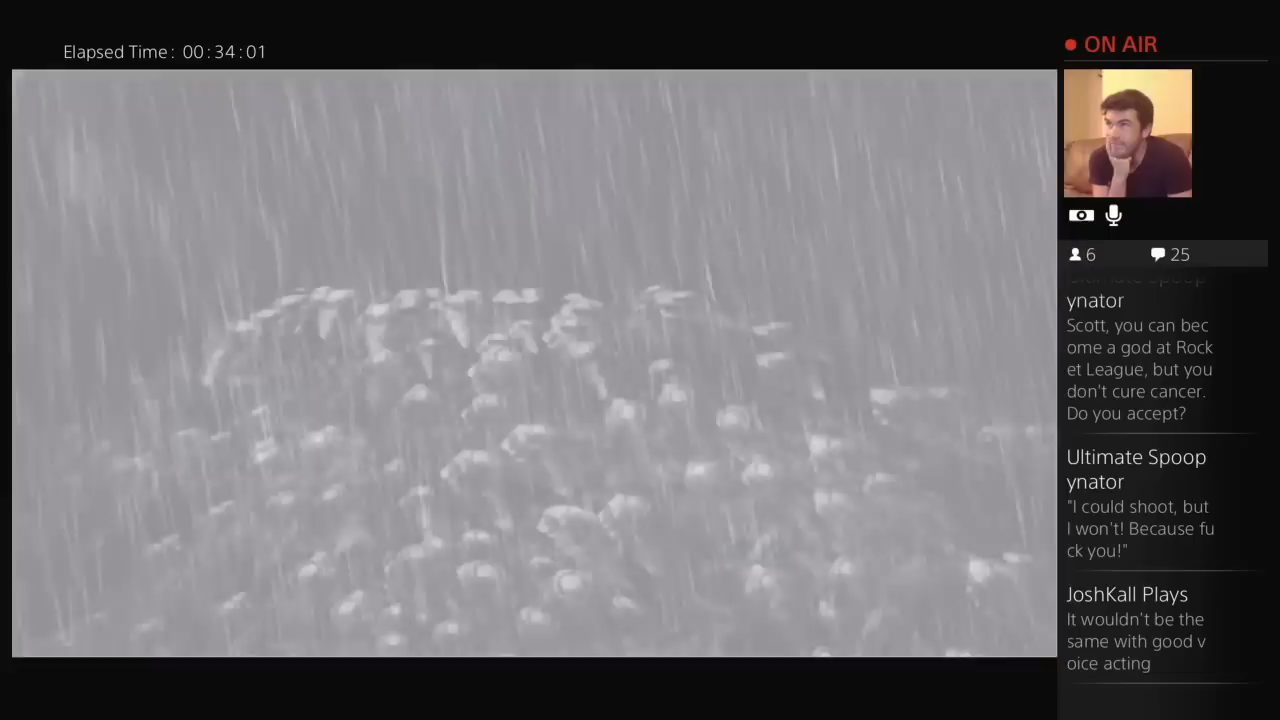 Elapsed Time: 00:34:01
ON AIR
6 25
ynator
Scott, you can bec
ome a god at Rock
et League, but you
don't cure cancer.
Do you accept?
Ultimate Spoop
ynator
"I could shoot, but
I won't! Because fu
ck you!"
JoshKall Plays
It wouldn't be the
same with good v
oice acting